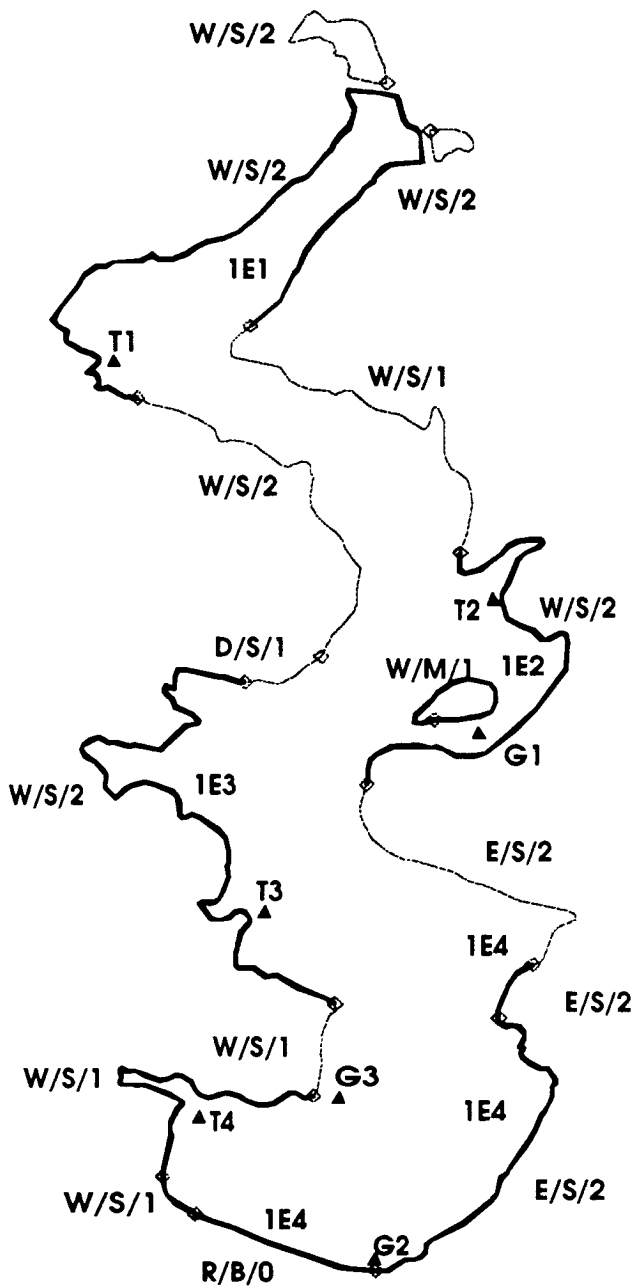 W/S/2
W/S/2
W/S/2
1E1
T1
W/S/1
W/S/2
T2
W/S/2
D/S/1
W/M/1
1E2
G1
W/S/2
1E3
E/S/2
T3
1E4
E/S/2
W/S/1
W/S/1
G3
T4
1E4
W/S/1
E/S/2
1E4
G2
R/B/0